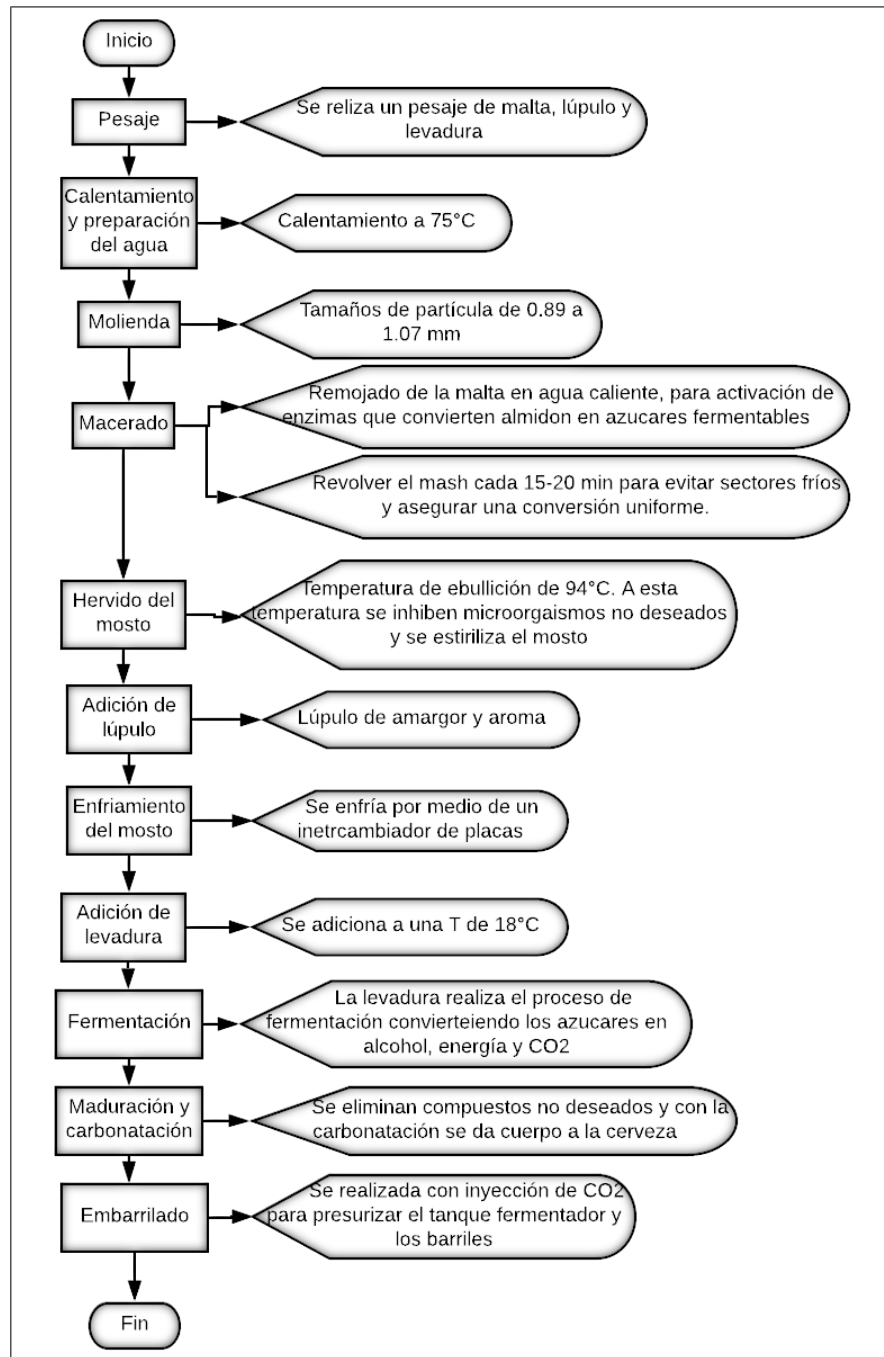 Inicio
Pesaje
Se reliza un pesaje de malta, lúpulo y
levadura
Calentamiento
y preparación
del agua
Calentamiento a 75°C
Molienda
Tamaños de partícula de 0.89 a
1.07 mm
Macerado
Remojado de la malta en agua caliente, para activación de
enzimas que convierten almidon en azucares fermentables
Revolver el mash cada 15-20 min para evitar sectores fríos
y asegurar una conversión uniforme.
Hervido del
mosto
Temperatura de ebullición de 94°C. A esta
temperatura se inhiben microorgaismos no deseados
y se estiriliza el mosto
Adición de
lúpulo
Lúpulo de amargor y aroma
Enfriamiento
del mosto
Se enfría por medio de un
inetrcambiador de placas
Adición de
levadura
Se adiciona a una T de 18°C
Fermentación
La levadura realiza el proceso de
fermentación convierteiendo los azucares en
alcohol, energía y CO2
Maduración y
carbonatación
Se eliminan compuestos no deseados y con la
carbonatación se da cuerpo a la cerveza
Embarrilado
Se realizada con inyección de CO2
para presurizar el tanque fermentador y
los barriles
Fin